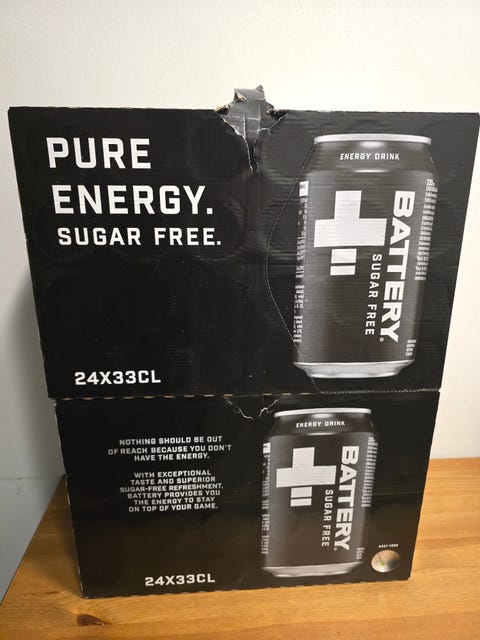 PURE
ENERGY.
SUGAR FREE.
24X33CL
ENERGY DRINK
BATTERY
SUGAR FREE
NOTHING SHOULD BE OUT
OF REACH BECAUSE YOU DON'T
HAVE THE ENERGY.
WITH EXCEPTIONAL
TASTE AND SUPERIOR
SUGAR-FREE REFRESHMENT,
BATTERY PROVIDES YOU
THE ENERGY TO STAY
ON TOP OF YOUR GAME.
24X33CL
ENERGY DRINK
BATTERY
SUGAR FREE